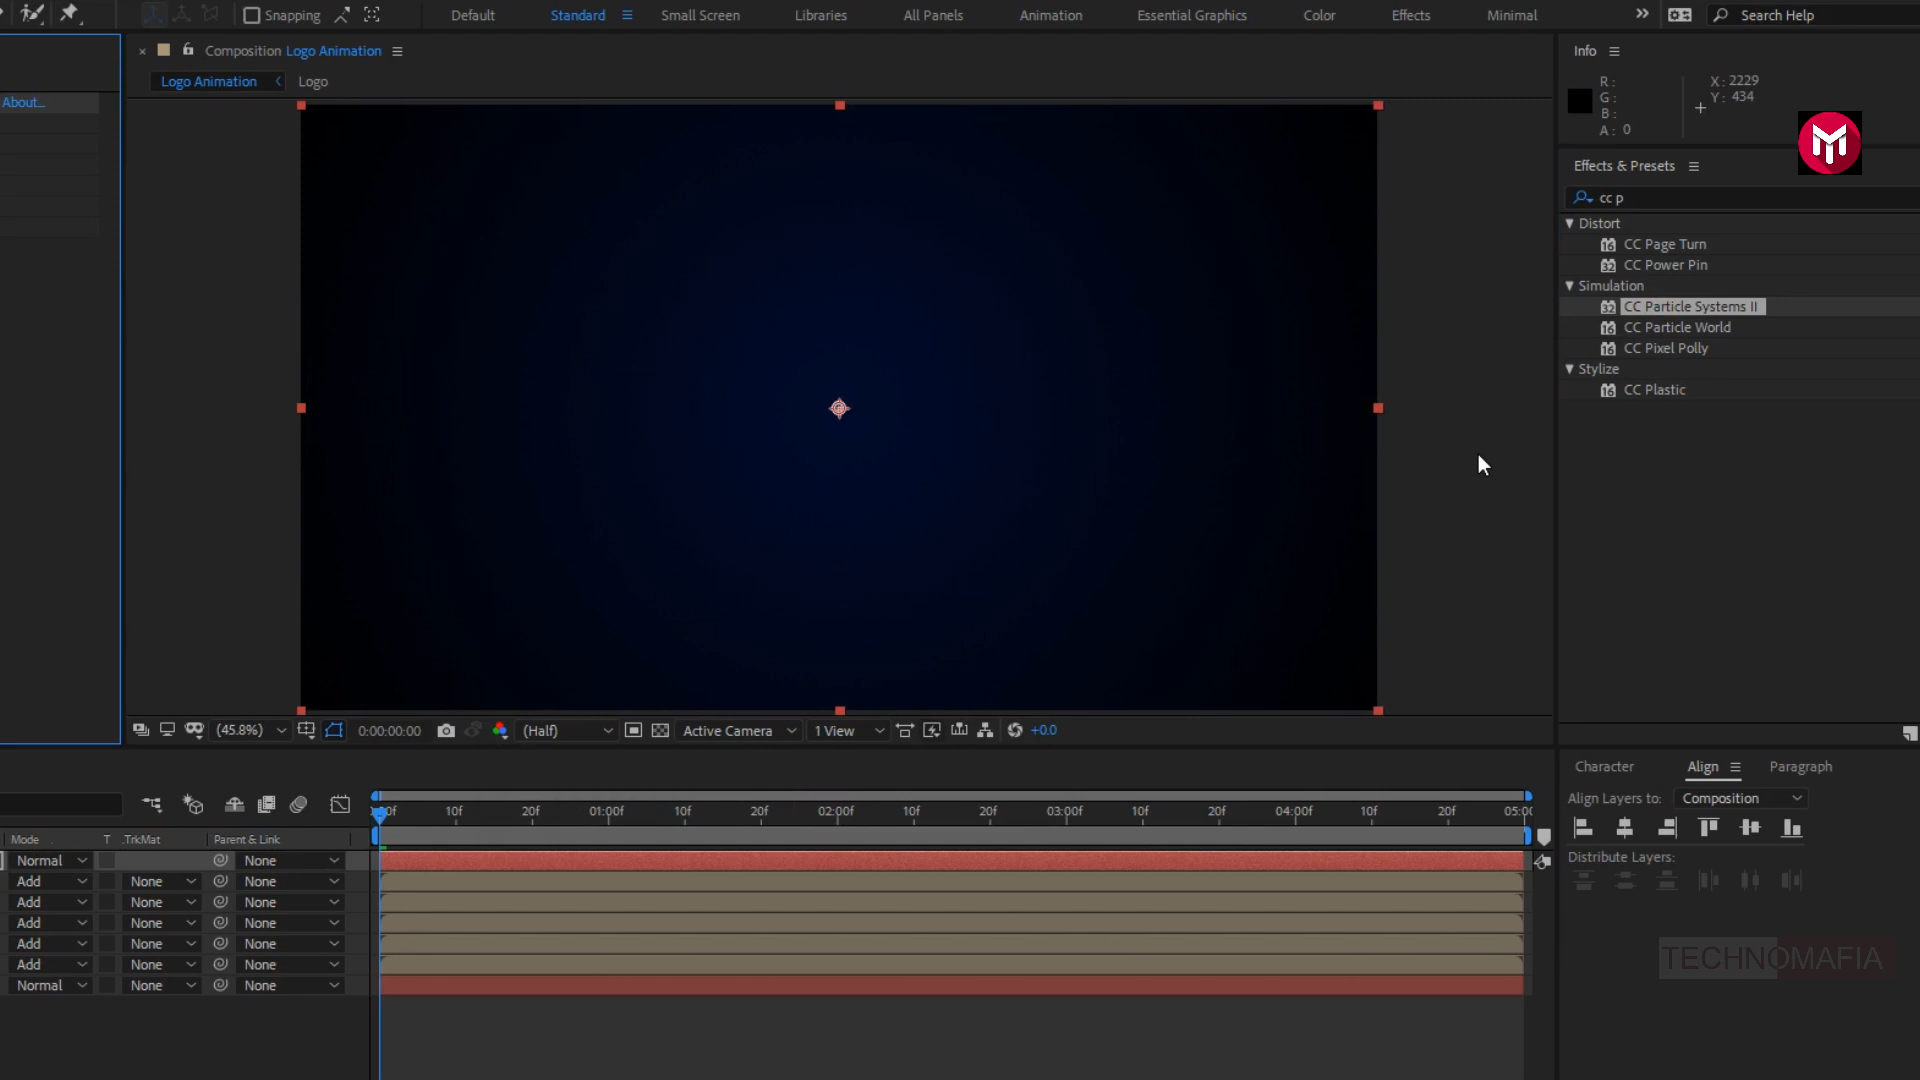 Snapping Default Standard Small Screen Libraries All Panels Animation Essential Graphics Color Effects Minimal Search Help
× Composition Logo Animation
Logo Animation Logo
About...
Info
R:
G:
B:
A: 0
X: 2229
Y: 434
Effects & Presets
cc p
Distort
16 CC Page Turn
32 CC Power Pin
Simulation
32 CC Particle Systems II
16 CC Particle World
16 CC Pixel Polly
Stylize
16 CC Plastic
(45.8%) 0:00:00:00 (Half) Active Camera 1 View +0.0
Character Align Paragraph
Align Layers to: Composition
Distribute Layers:
10f 20f 01:00f 10f 20f 02:00f 10f 20f 03:00f 10f 20f 04:00f 10f 20f
Mode T .TrkMat Parent & Link
Normal None
Add None None
Add None None
Add None None
Add None None
Add None None
Normal None None
TECHNOMAFIA